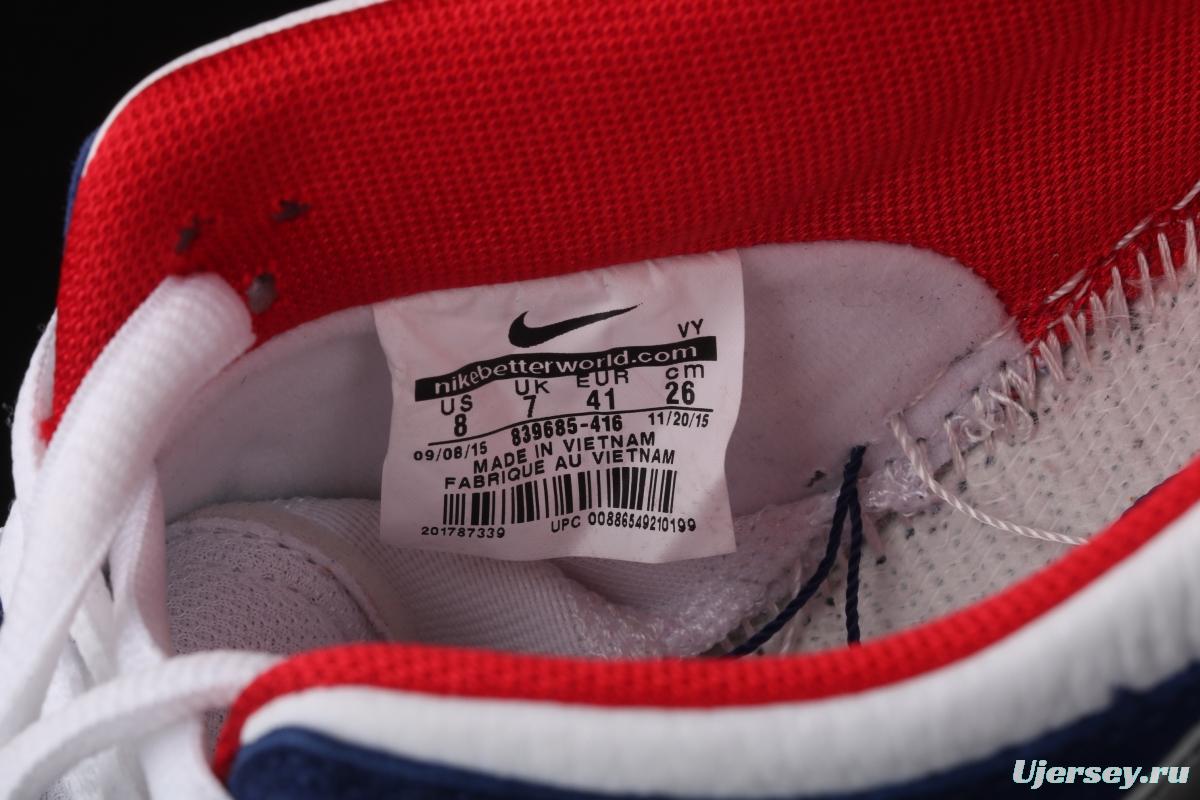 VY
nikebetterworld.com
US UK EUR cm
8 7 41 26
09/08/15 839685-416 11/20/15
MADE IN VIETNAM
FABRIQUE AU VIETNAM
201787339 UPC 00886549210199
Ujersey.ru